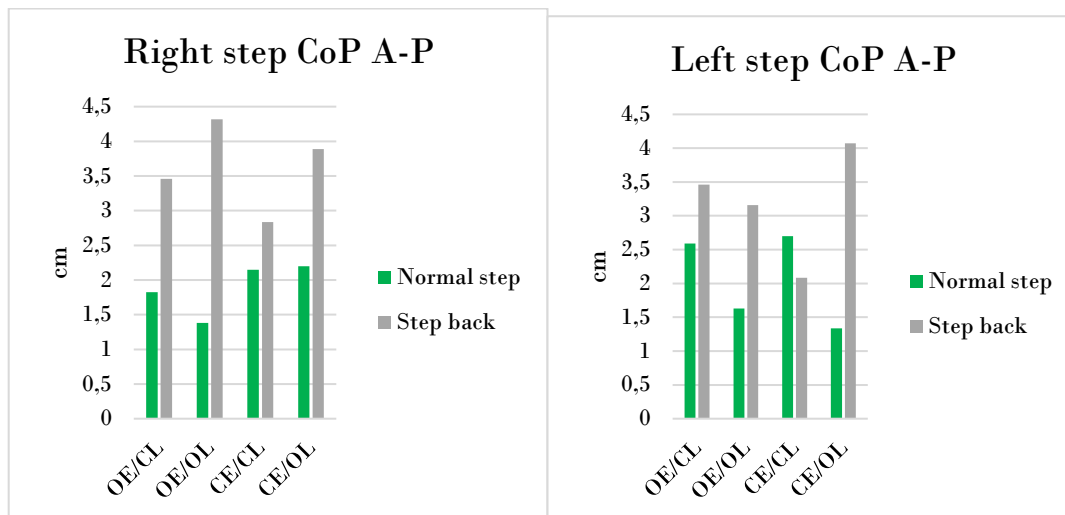 Right step CoP A-P
4,5
4
3,5
3
2,5
2
1,5
1
0,5
0
cm
OE/CL
OE/OL
CE/CL
CE/OL
Normal step
Step back
Left step CoP A-P
4,5
4
3,5
3
2,5
2
1,5
1
0,5
0
cm
OE/CL
OE/OL
CE/CL
CE/OL
Normal step
Step back